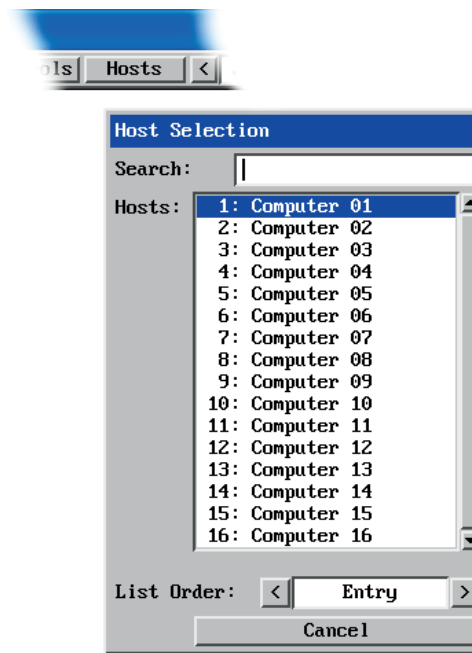 ols Hosts <
Host Selection
Search:
Hosts: 1: Computer 01
2: Computer 02
3: Computer 03
4: Computer 04
5: Computer 05
6: Computer 06
7: Computer 07
8: Computer 08
9: Computer 09
10: Computer 10
11: Computer 11
12: Computer 12
13: Computer 13
14: Computer 14
15: Computer 15
16: Computer 16
List Order: < Entry >
Cancel